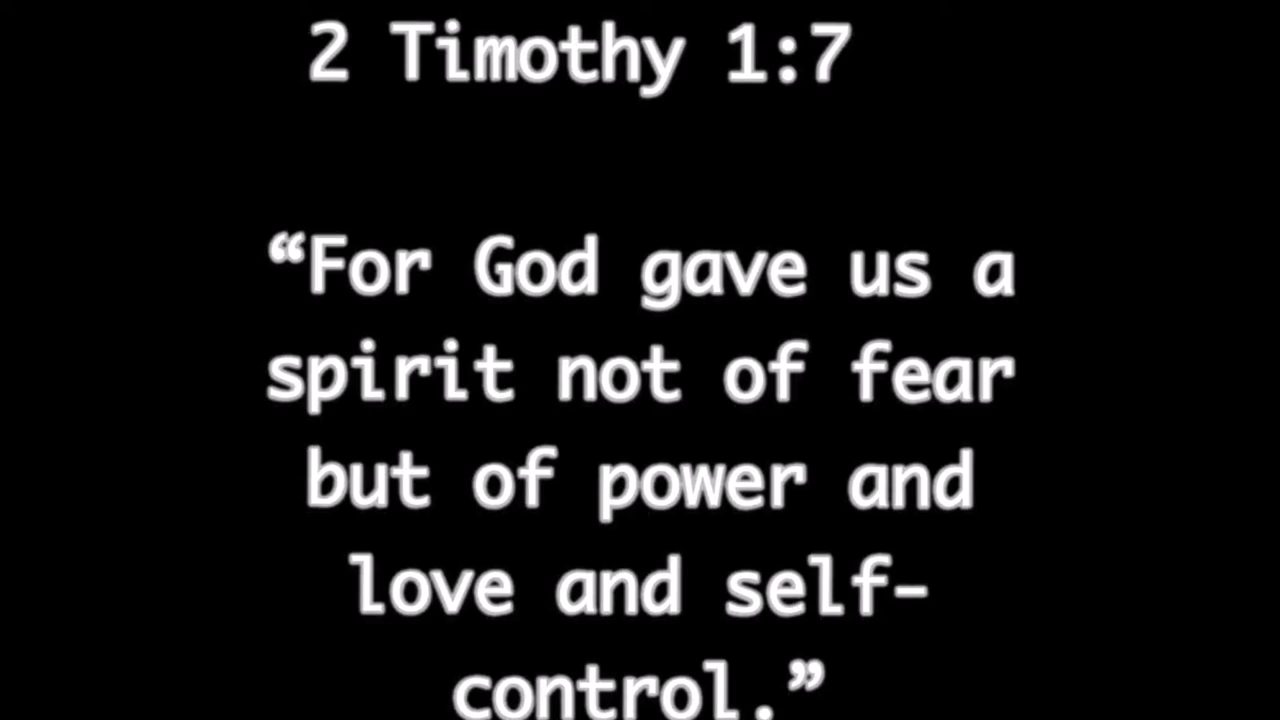 2 Timothy 1:7
“For God gave us a
spirit not of fear
but of power and
love and self-
control.”